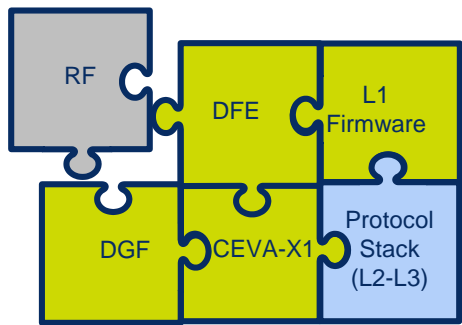 RF
DFE
L1
Firmware
DGF
CEVA-X1
Protocol
Stack
(L2-L3)